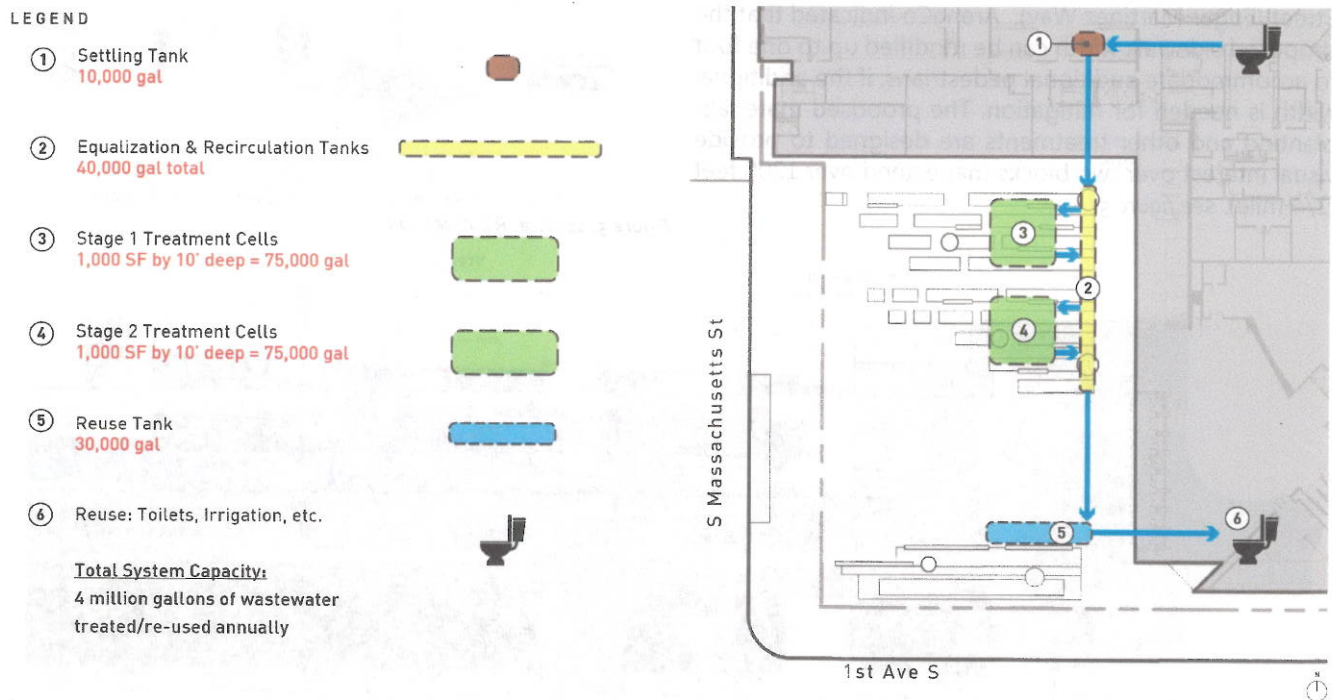 LEGEND
1 Settling Tank
10,000 gal
2 Equalization & Recirculation Tanks
40,000 gal total
3 Stage 1 Treatment Cells
1,000 SF by 10' deep = 75,000 gal
4 Stage 2 Treatment Cells
1,000 SF by 10' deep = 75,000 gal
5 Reuse Tank
30,000 gal
6 Reuse: Toilets, Irrigation, etc.
Total System Capacity:
4 million gallons of wastewater
treated/re-used annually
1
3
2
4
5
6
S Massachusetts St
1st Ave S
N